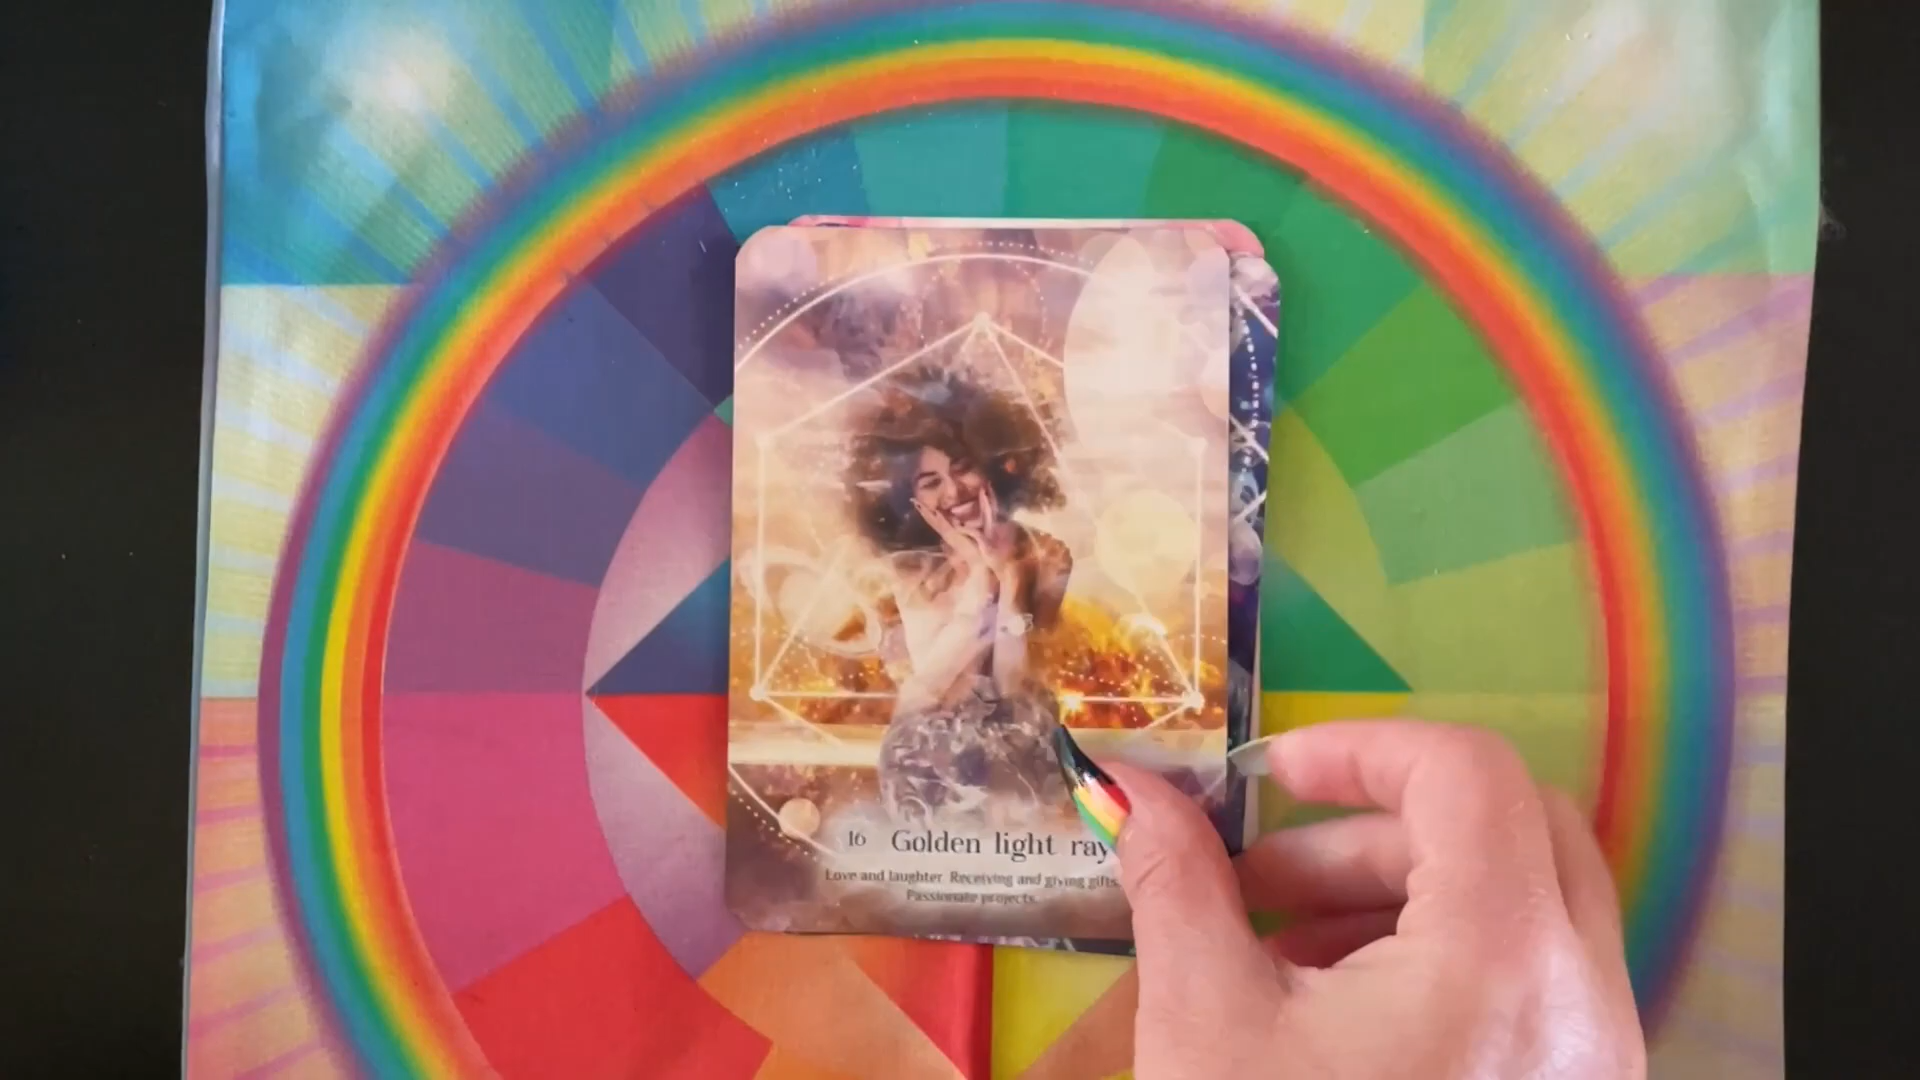 16 Golden light ray
Love and laughter. Receiving and giving gifts.
Passionate projects.